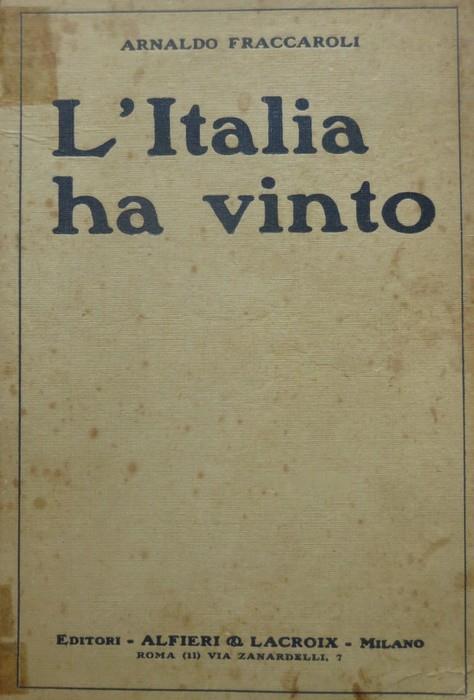 ARNALDO FRACCAROLI
L'Italia
ha vinto
EDITORI - ALFIERI & LACROIX - MILANO
ROMA (11) VIA ZANARDELLI, 7